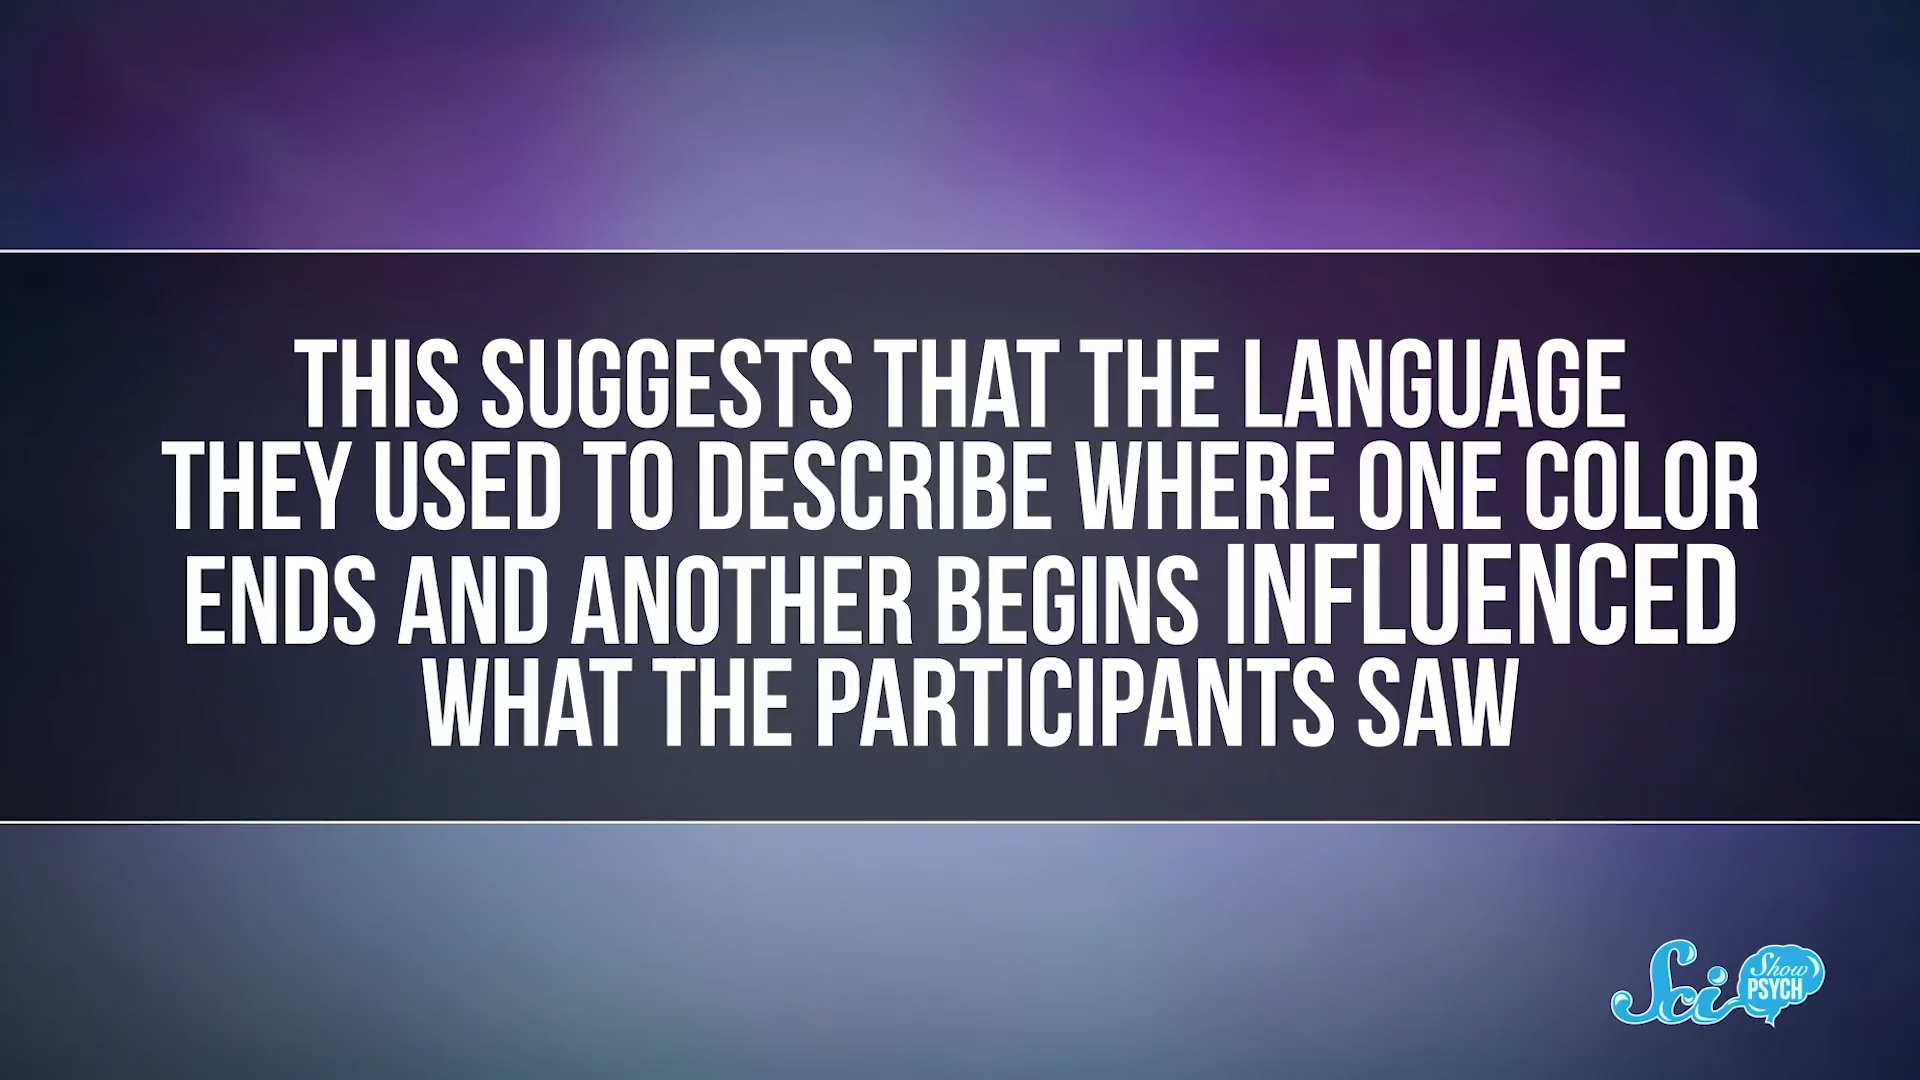 THIS SUGGESTS THAT THE LANGUAGE
THEY USED TO DESCRIBE WHERE ONE COLOR
ENDS AND ANOTHER BEGINS INFLUENCED
WHAT THE PARTICIPANTS SAW
Sci Show
PSYCH